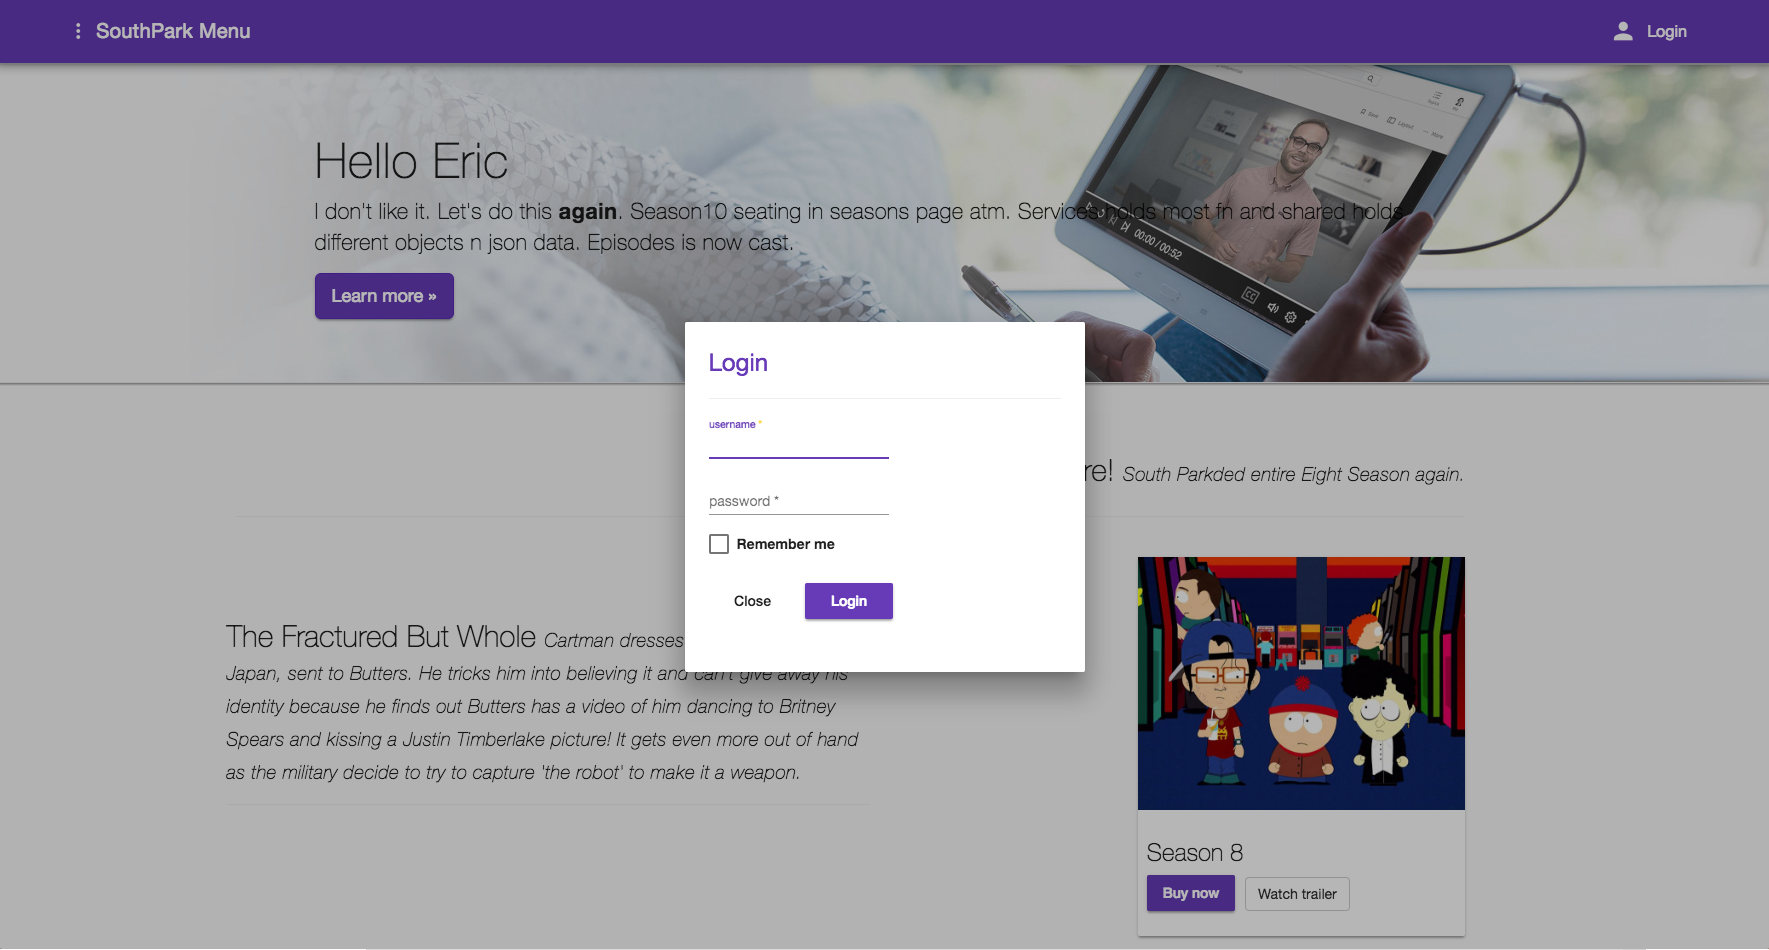 SouthPark Menu
Login
Hello Eric
I don't like it. Let's do this again. Season10 seating in seasons page atm. Services holds most fn and shared holds
different objects n json data. Episodes is now cast.
00:00 / 00:52
CC
Learn more »
Login
username *
password *
Remember me
Close Login
re! South Parkded entire Eight Season again.
The Fractured But Whole Cartman dresses
Japan, sent to Butters. He tricks him into believing it and can't give away his
identity because he finds out Butters has a video of him dancing to Britney
Spears and kissing a Justin Timberlake picture! It gets even more out of hand
as the military decide to try to capture 'the robot' to make it a weapon.
Season 8
Buy now Watch trailer